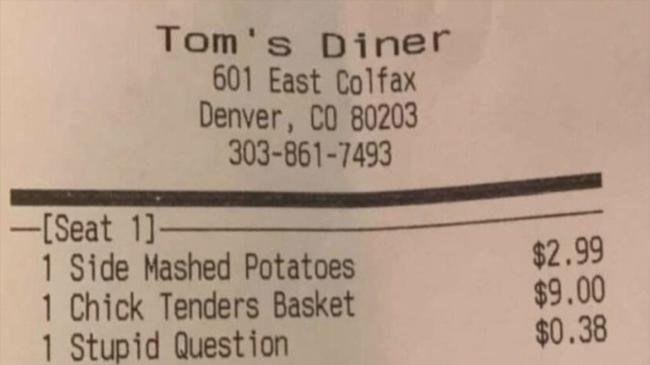 Tom's Diner
601 East Colfax
Denver, CO 80203
303-861-7493
[Seat 1]
1 Side Mashed Potatoes $2.99
1 Chick Tenders Basket $9.00
1 Stupid Question $0.38